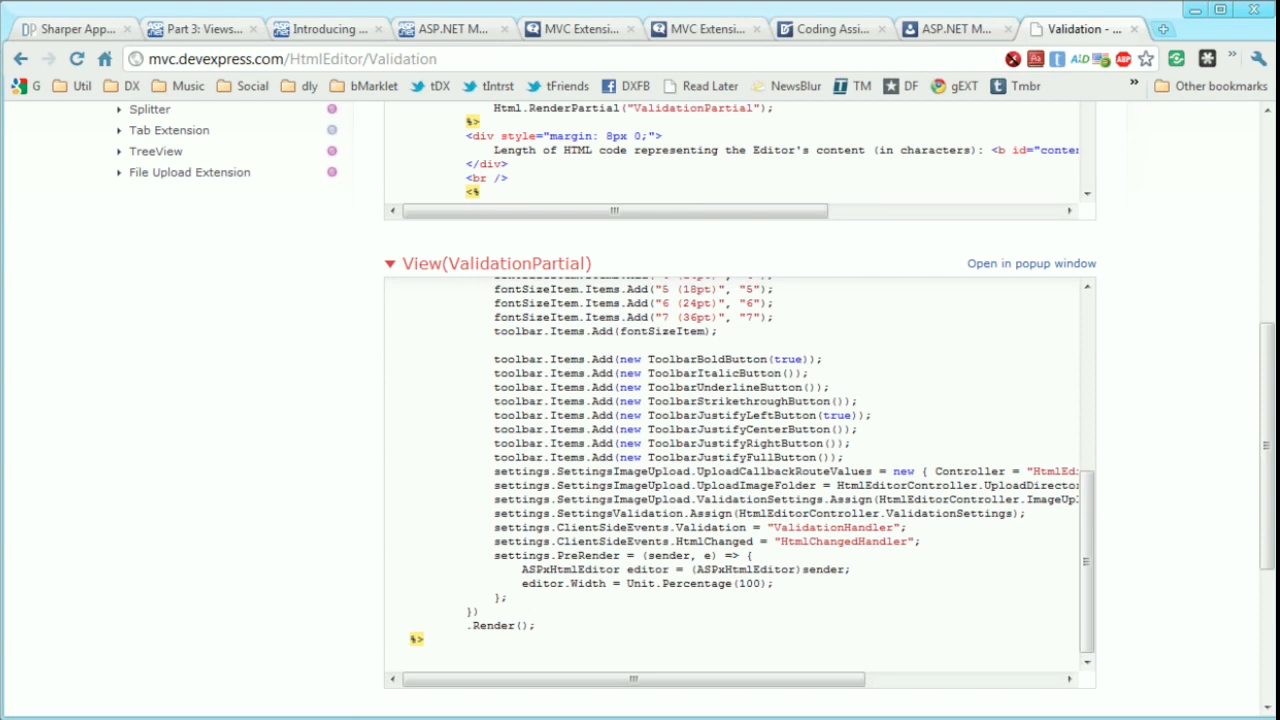 Sharper App...
Part 3: Views...
Introducing ...
ASP.NET M...
MVC Extensi...
MVC Extensi...
Coding Assi...
ASP.NET M...
Validation - ...
mvc.devexpress.com/HtmlEditor/Validation
G
Util
DX
Music
Social
dly
bMarklet
tDX
tIntrst
tFriends
DXFB
Read Later
NewsBlur
TM
DF
gEXT
Tmbr
»
Other bookmarks
Splitter
Tab Extension
TreeView
File Upload Extension
Html.RenderPartial("ValidationPartial");
%>
<div style="margin: 8px 0;">
Length of HTML code representing the Editor's content (in characters): <b id="conter
</div>
<br />
<%
View(ValidationPartial)
Open in popup window
fontSizeItem.Items.Add("5 (18pt)", "5");
fontSizeItem.Items.Add("6 (24pt)", "6");
fontSizeItem.Items.Add("7 (36pt)", "7");
toolbar.Items.Add(fontSizeItem);
toolbar.Items.Add(new ToolbarBoldButton(true));
toolbar.Items.Add(new ToolbarItalicButton());
toolbar.Items.Add(new ToolbarUnderlineButton());
toolbar.Items.Add(new ToolbarStrikethroughButton());
toolbar.Items.Add(new ToolbarJustifyLeftButton(true));
toolbar.Items.Add(new ToolbarJustifyCenterButton());
toolbar.Items.Add(new ToolbarJustifyRightButton());
toolbar.Items.Add(new ToolbarJustifyFullButton());
settings.SettingsImageUpload.UploadCallbackRouteValues = new { Controller = "HtmlEd:
settings.SettingsImageUpload.UploadImageFolder = HtmlEditorController.UploadDirector
settings.SettingsImageUpload.ValidationSettings.Assign(HtmlEditorController.ImageUpl
settings.SettingsValidation.Assign(HtmlEditorController.ValidationSettings);
settings.ClientSideEvents.Validation = "ValidationHandler";
settings.ClientSideEvents.HtmlChanged = "HtmlChangedHandler";
settings.PreRender = (sender, e) => {
ASPxHtmlEditor editor = (ASPxHtmlEditor)sender;
editor.Width = Unit.Percentage(100);
};
})
.Render();
%>